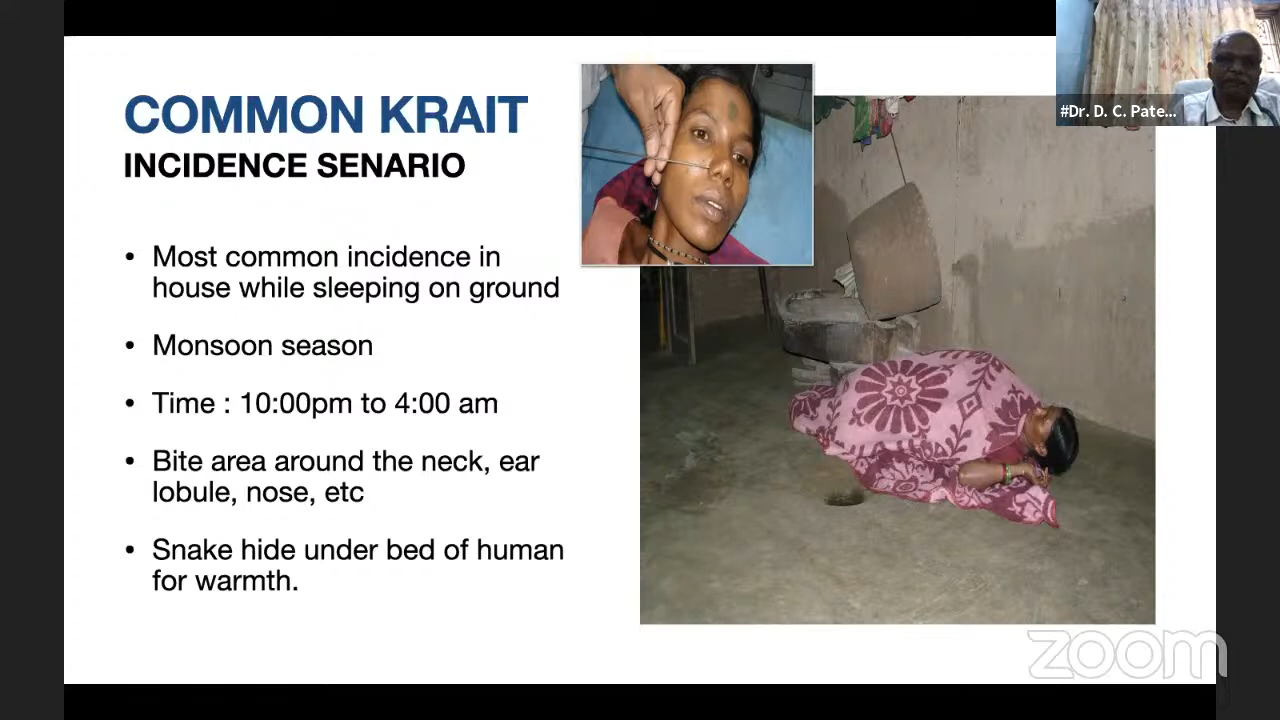 COMMON KRAIT
INCIDENCE SENARIO
• Most common incidence in
house while sleeping on ground
• Monsoon season
• Time : 10:00pm to 4:00 am
• Bite area around the neck, ear
lobule, nose, etc
• Snake hide under bed of human
for warmth.
#Dr. D. C. Pate...
zoom